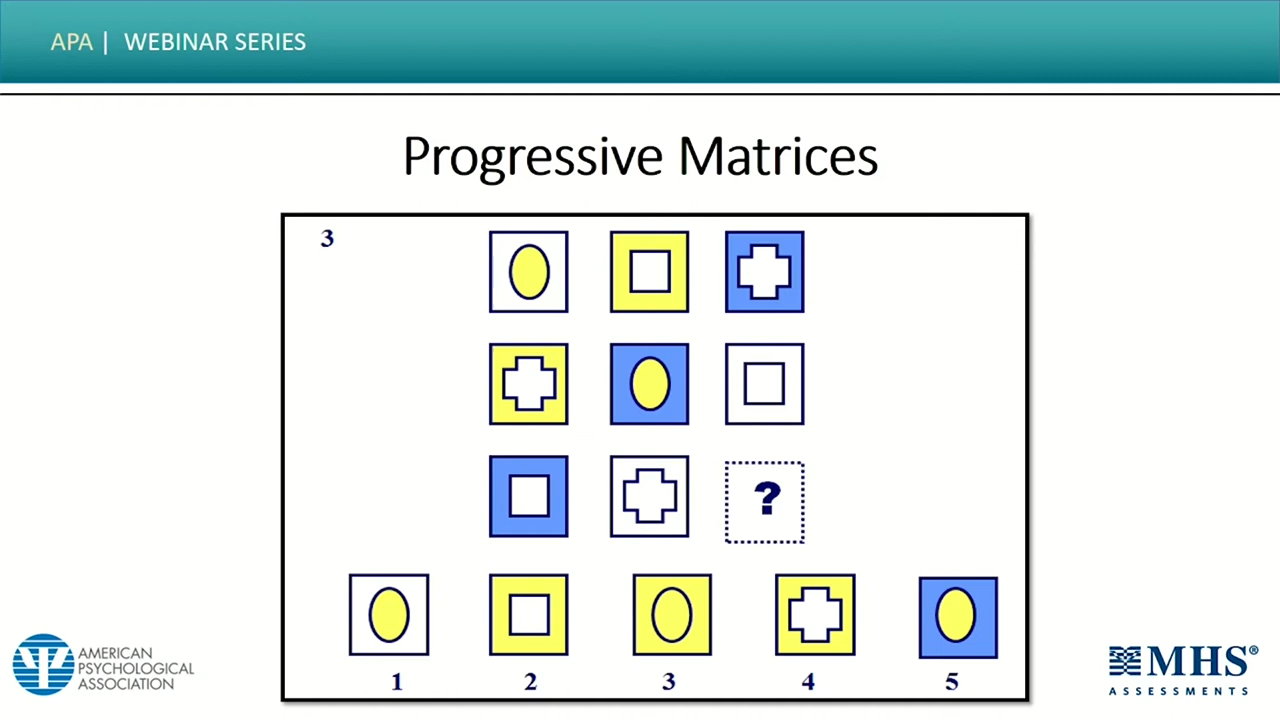 APA | WEBINAR SERIES
Progressive Matrices
3
?
1 2 3 4 5
AMERICAN
PSYCHOLOGICAL
ASSOCIATION
MHS®
ASSESSMENTS